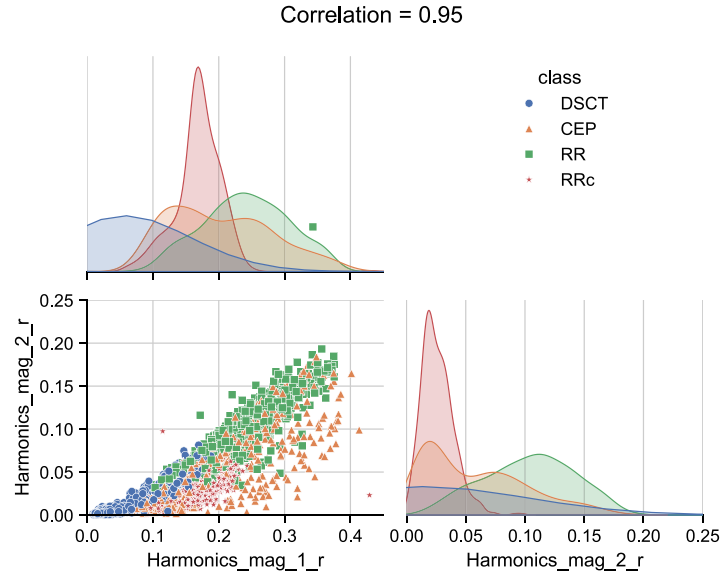 Correlation = 0.95
class
DSCT
CEP
RR
RRc
0.25
0.20
0.15
0.10
0.05
0.00
Harmonics_mag_2_r
0.0 0.1 0.2 0.3 0.4
Harmonics_mag_1_r
0.00 0.05 0.10 0.15 0.20 0.25
Harmonics_mag_2_r